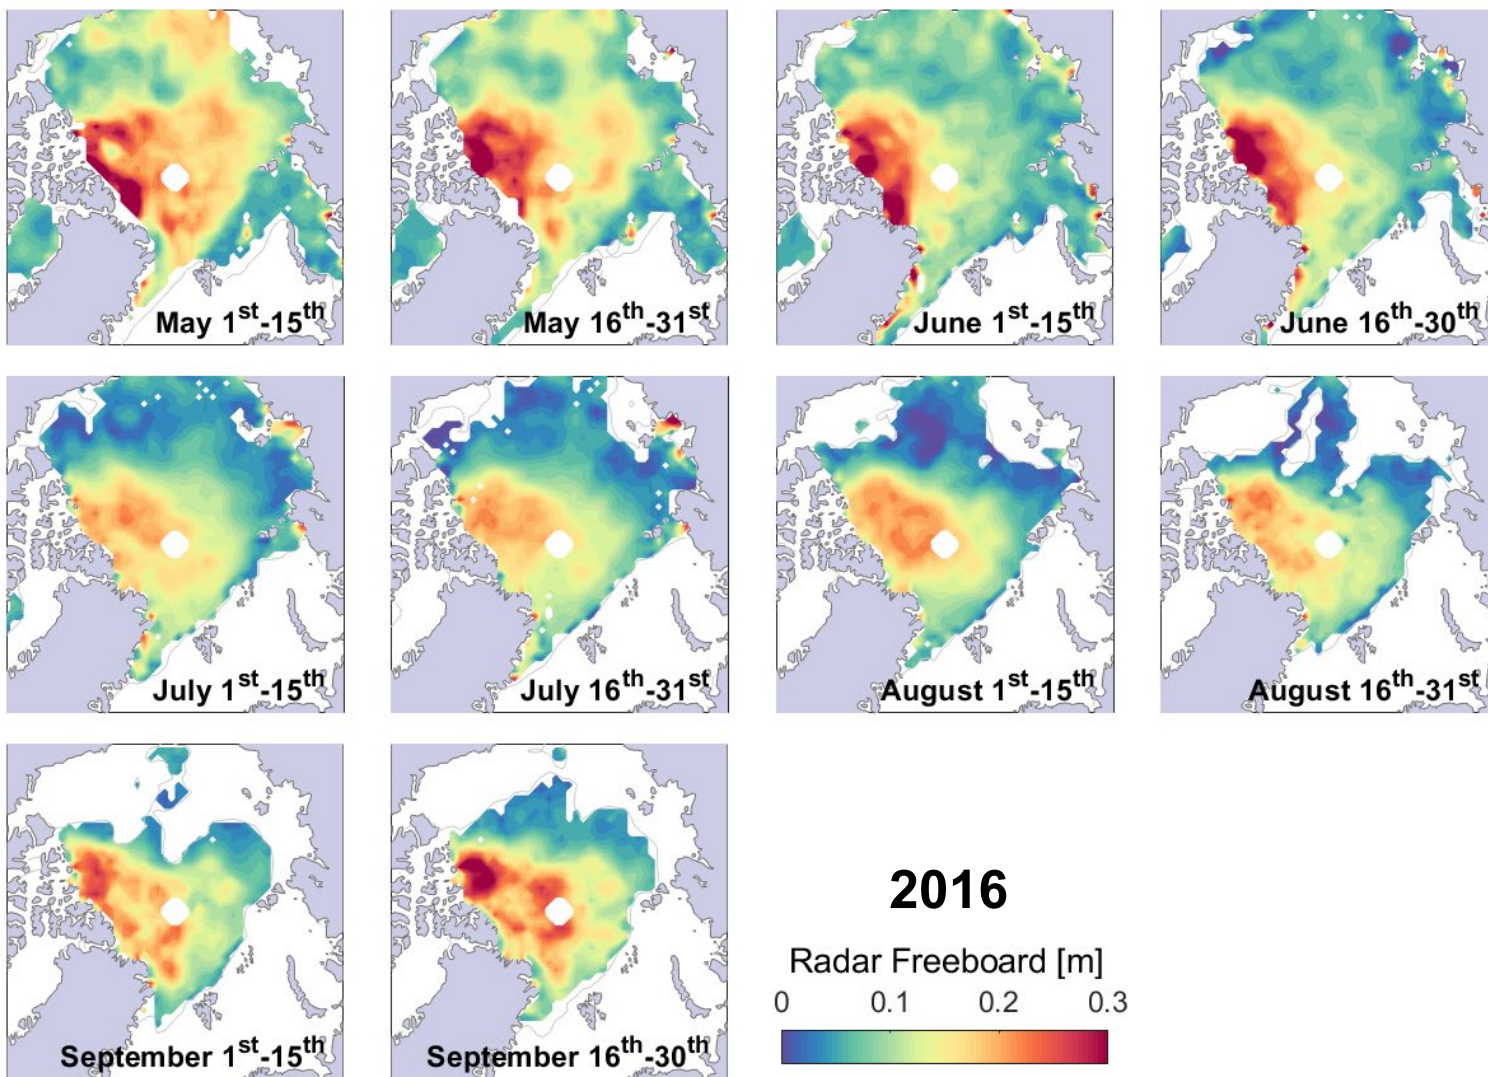 May 1st-15th
May 16th-31st
June 1st-15th
June 16th-30th
July 1st-15th
July 16th-31st
August 1st-15th
August 16th-31st
September 1st-15th
September 16th-30th
2016
Radar Freeboard [m]
0 0.1 0.2 0.3